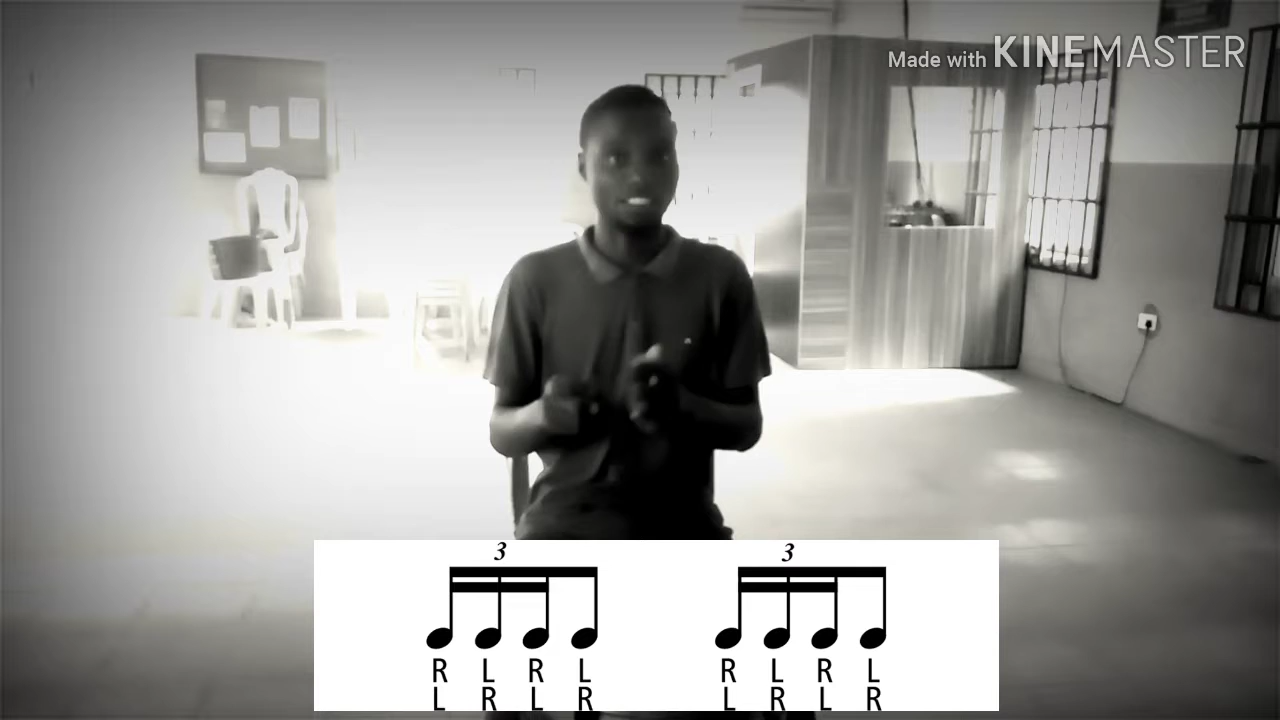 Made with KINEMASTER
3 3
R L R L R L R L
L R L R L R L R